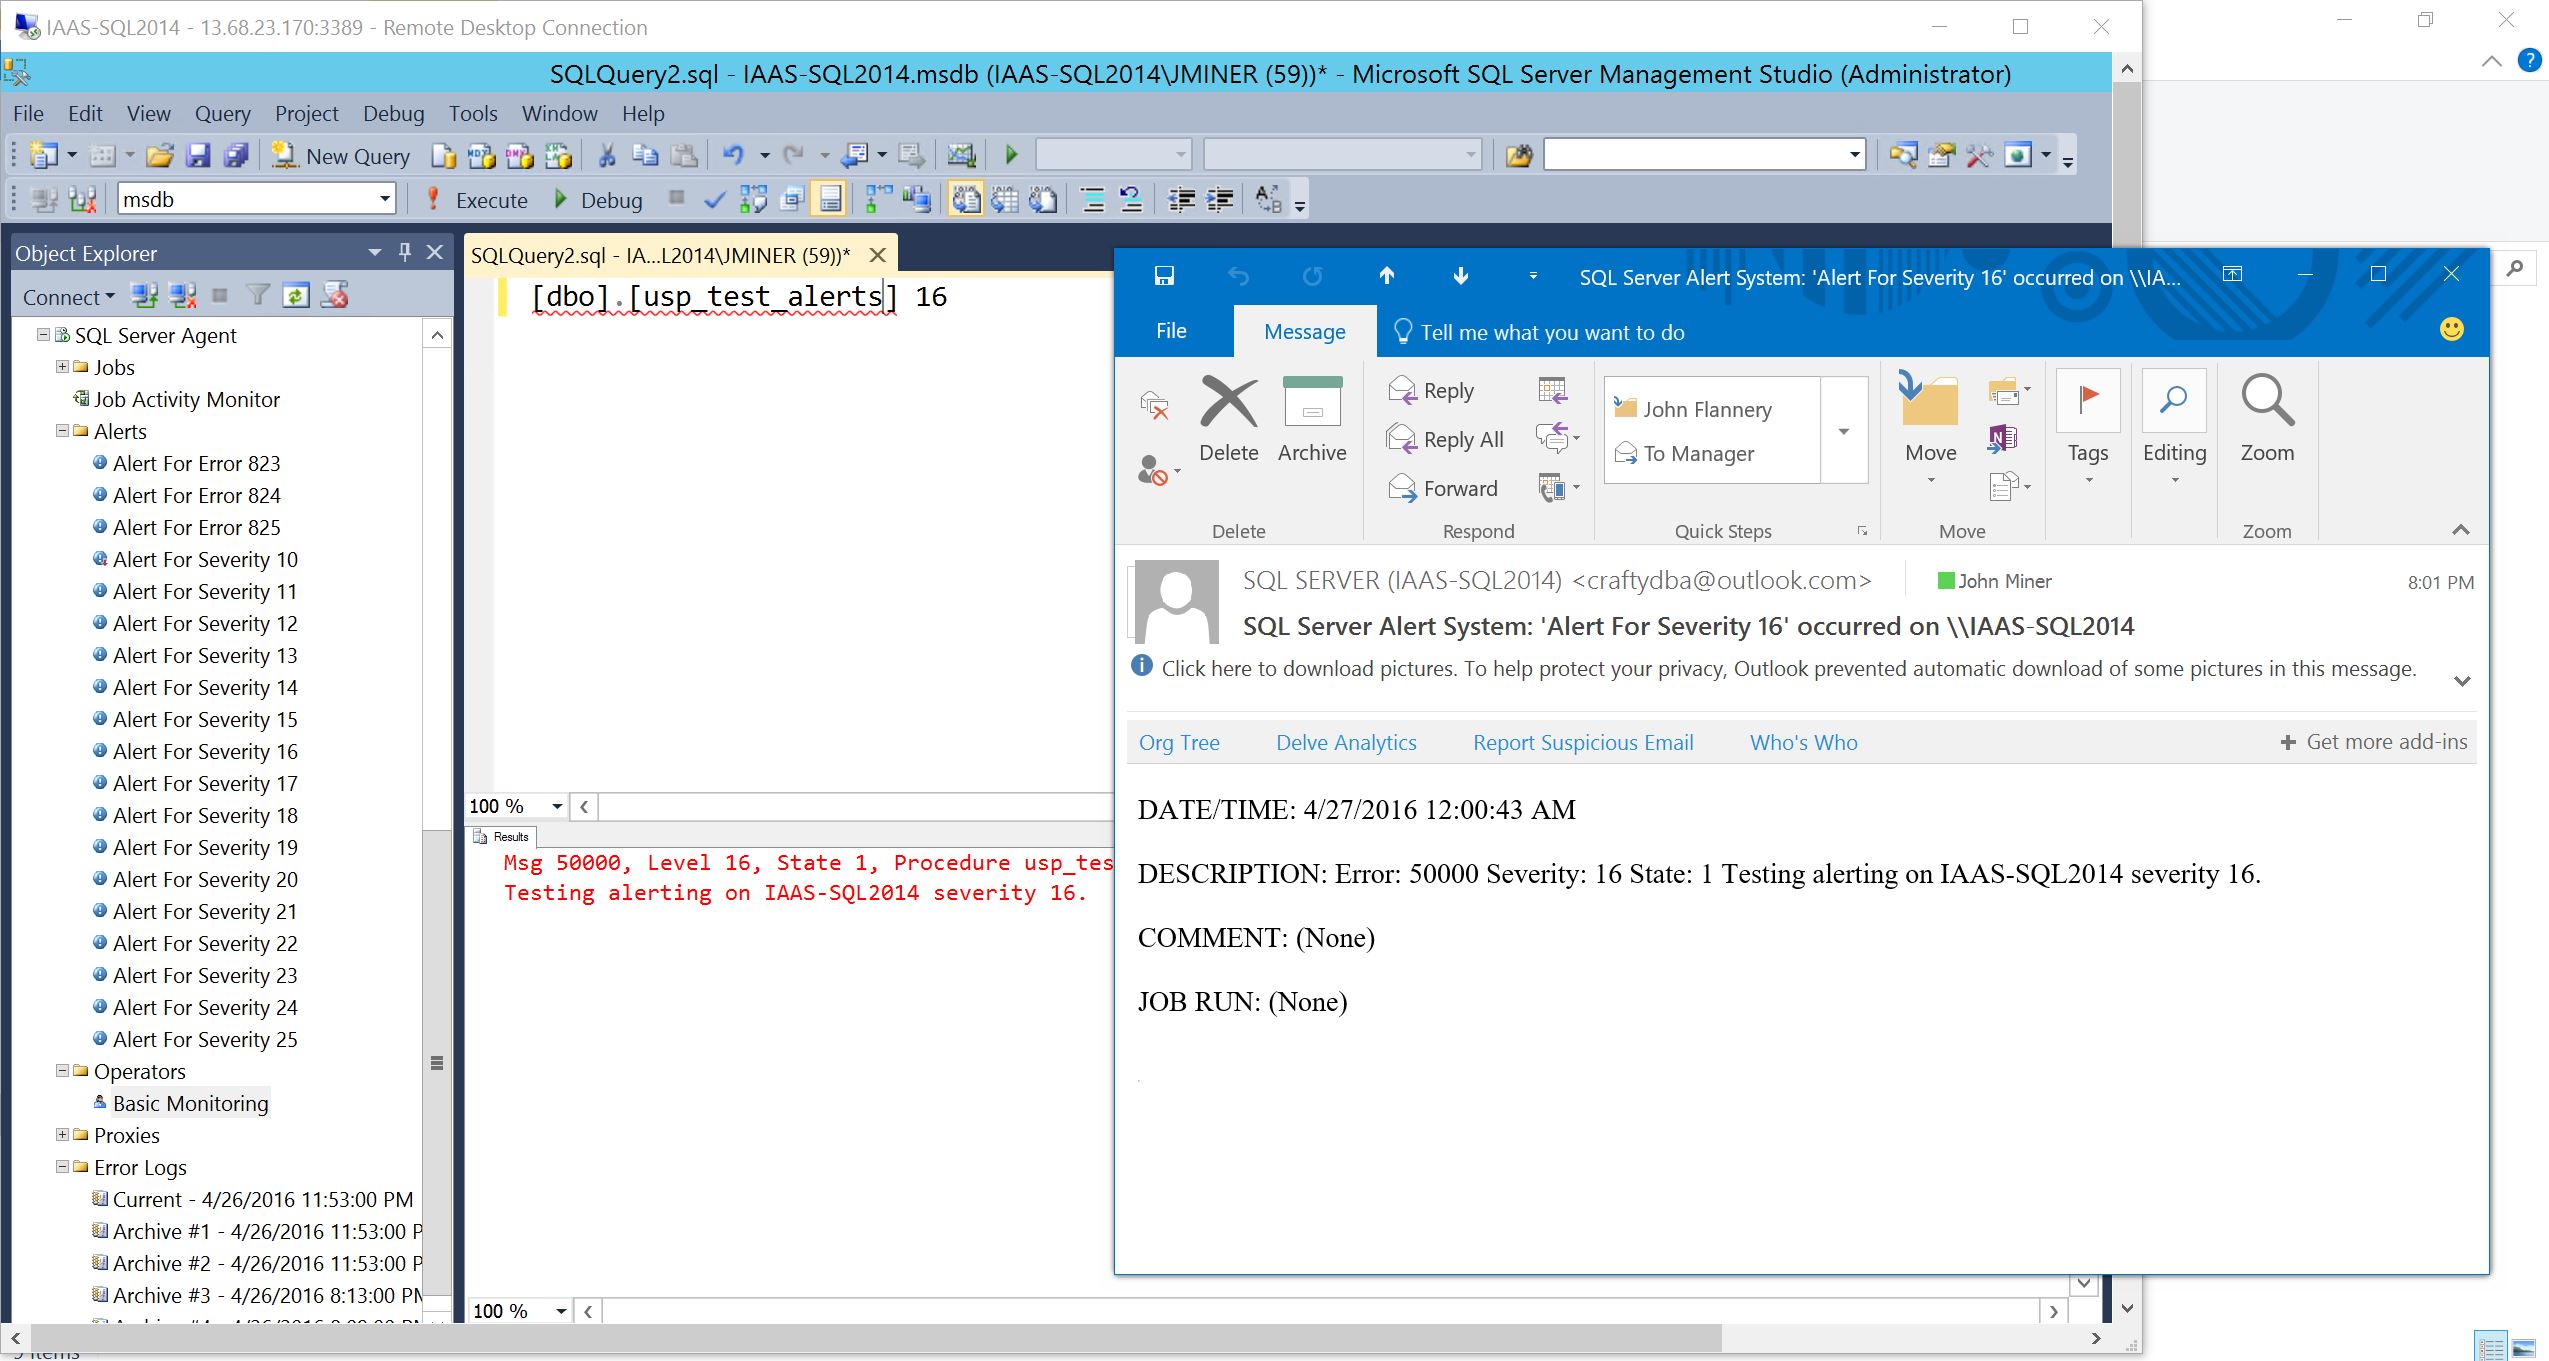 IAAS-SQL2014 - 13.68.23.170:3389 - Remote Desktop Connection
SQLQuery2.sql - IAAS-SQL2014.msdb (IAAS-SQL2014\JMINER (59))* - Microsoft SQL Server Management Studio (Administrator)
File Edit View Query Project Debug Tools Window Help
New Query
msdb Execute Debug
Object Explorer
Connect
SQL Server Agent
Jobs
Job Activity Monitor
Alerts
Alert For Error 823
Alert For Error 824
Alert For Error 825
Alert For Severity 10
Alert For Severity 11
Alert For Severity 12
Alert For Severity 13
Alert For Severity 14
Alert For Severity 15
Alert For Severity 16
Alert For Severity 17
Alert For Severity 18
Alert For Severity 19
Alert For Severity 20
Alert For Severity 21
Alert For Severity 22
Alert For Severity 23
Alert For Severity 24
Alert For Severity 25
Operators
Basic Monitoring
Proxies
Error Logs
Current - 4/26/2016 11:53:00 PM
Archive #1 - 4/26/2016 11:53:00 P
Archive #2 - 4/26/2016 11:53:00 P
Archive #3 - 4/26/2016 8:13:00 PM
SQLQuery2.sql - IA...L2014\JMINER (59))*
[dbo].[usp_test_alerts] 16
100 %
Results
Msg 50000, Level 16, State 1, Procedure usp_tes
Testing alerting on IAAS-SQL2014 severity 16.
100 %
SQL Server Alert System: 'Alert For Severity 16' occurred on \\IA...
File Message Tell me what you want to do
Delete Archive
Delete
Reply
Reply All
Forward
Respond
John Flannery
To Manager
Quick Steps
Move
Move
Tags
Editing
Zoom
Zoom
SQL SERVER (IAAS-SQL2014) <craftydba@outlook.com> John Miner 8:01 PM
SQL Server Alert System: 'Alert For Severity 16' occurred on \\IAAS-SQL2014
Click here to download pictures. To help protect your privacy, Outlook prevented automatic download of some pictures in this message.
Org Tree Delve Analytics Report Suspicious Email Who's Who + Get more add-ins
DATE/TIME: 4/27/2016 12:00:43 AM
DESCRIPTION: Error: 50000 Severity: 16 State: 1 Testing alerting on IAAS-SQL2014 severity 16.
COMMENT: (None)
JOB RUN: (None)